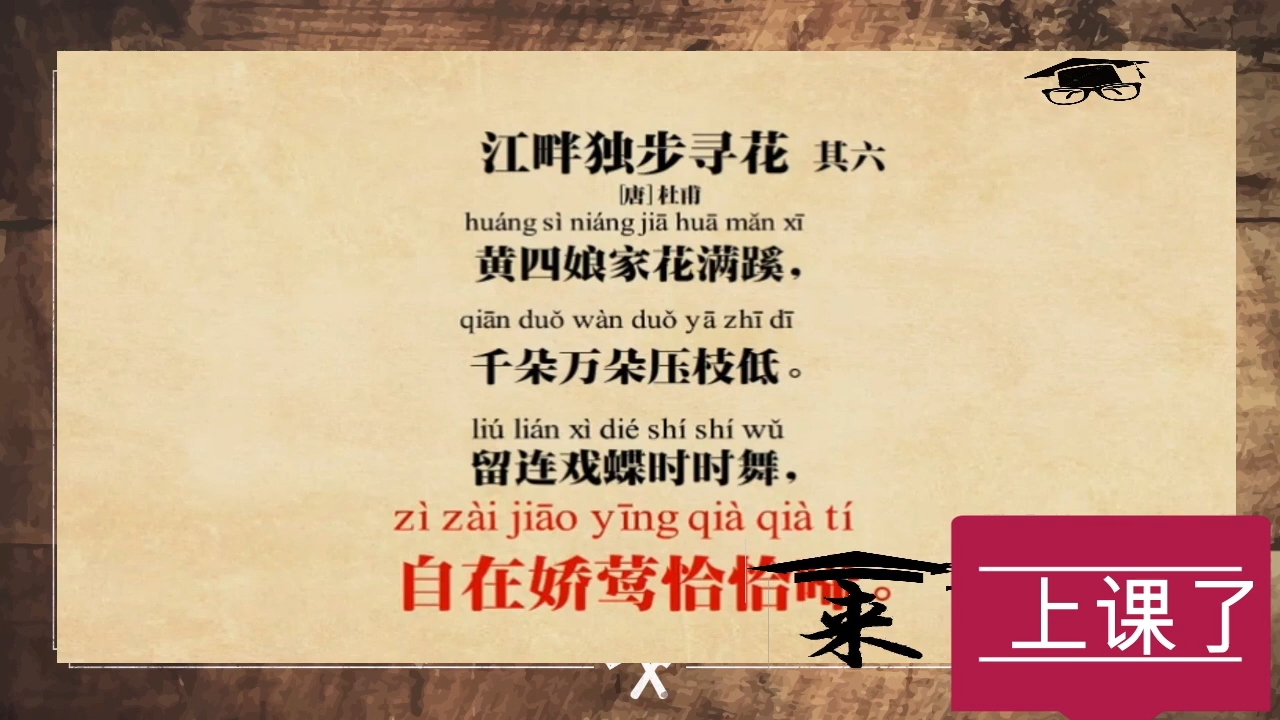 江畔独步寻花 其六
[唐]杜甫
huáng sì niáng jiā huā mǎn xī
黄四娘家花满蹊，
qiān duǒ wàn duǒ yā zhī dī
千朵万朵压枝低。
liú lián xì dié shí shí wǔ
留连戏蝶时时舞，
zì zài jiāo yīng qià qià tí
自在娇莺恰恰啼。
来
上课了